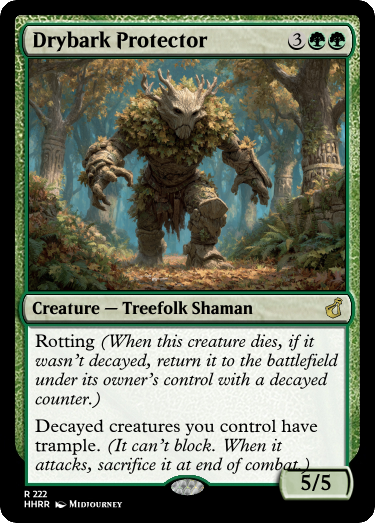 Drybark Protector 3
Creature — Treefolk Shaman
Rotting (When this creature dies, if it
wasn't decayed, return it to the battlefield
under its owner's control with a decayed
counter.)
Decayed creatures you control have
trample. (It can't block. When it
attacks, sacrifice it at end of combat.)
5/5
R 222
HHRR MIDJOURNEY